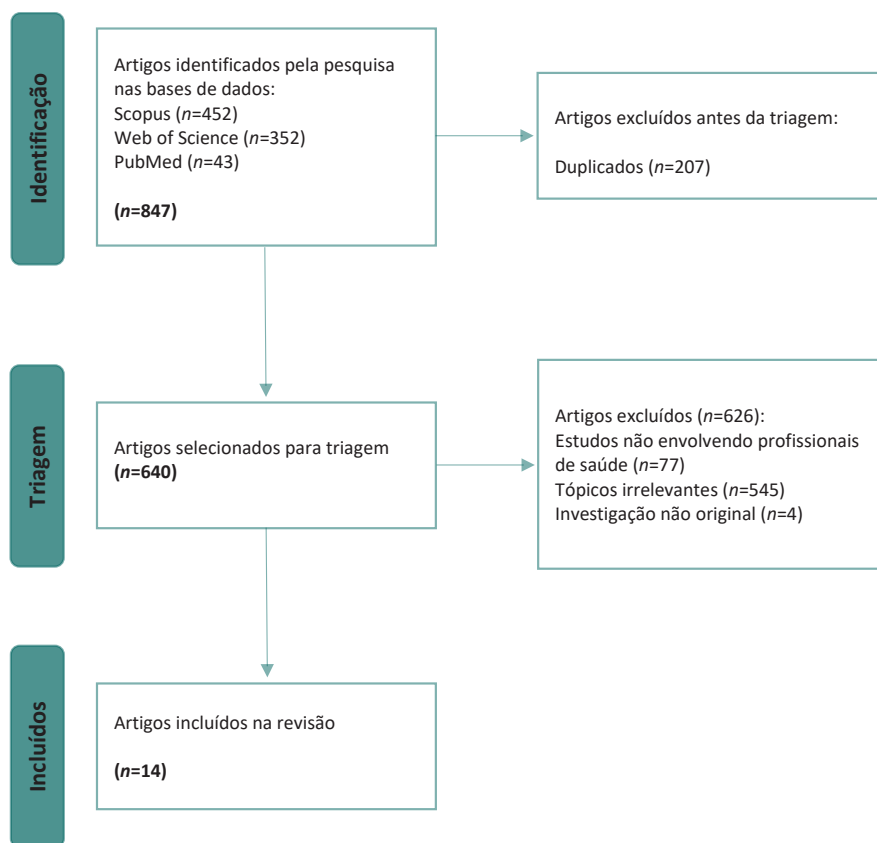 Identificação
Artigos identificados pela pesquisa
nas bases de dados:
Scopus (n=452)
Web of Science (n=352)
PubMed (n=43)
(n=847)
Artigos excluídos antes da triagem:
Duplicados (n=207)
Triagem
Artigos selecionados para triagem
(n=640)
Artigos excluídos (n=626):
Estudos não envolvendo profissionais
de saúde (n=77)
Tópicos irrelevantes (n=545)
Investigação não original (n=4)
Incluídos
Artigos incluídos na revisão
(n=14)